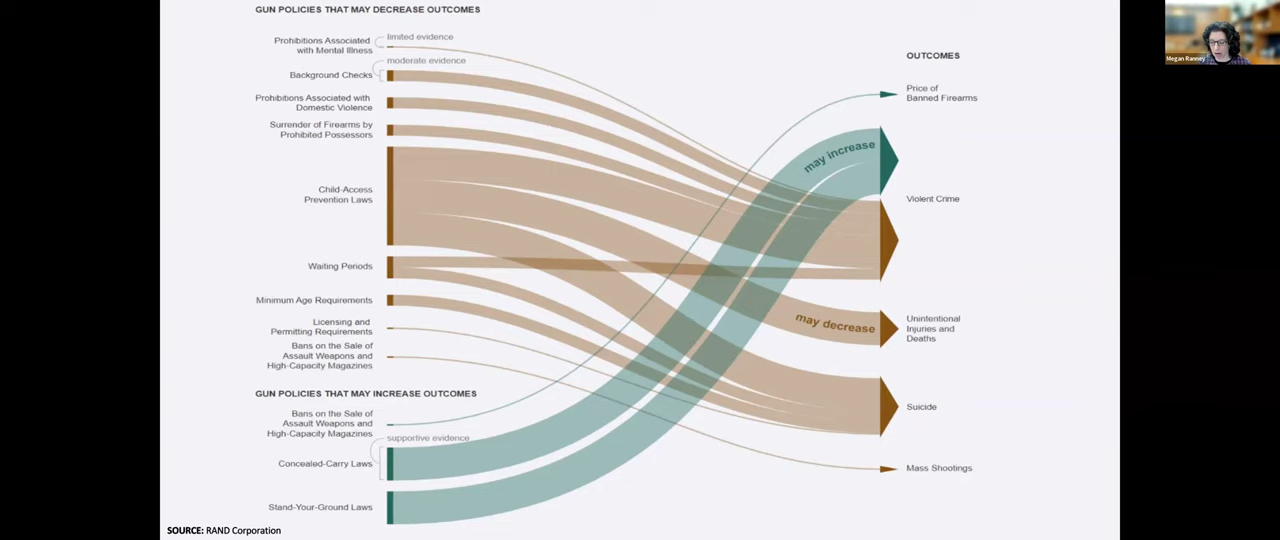 GUN POLICIES THAT MAY DECREASE OUTCOMES
Prohibitions Associated
with Mental Illness
limited evidence
moderate evidence
Background Checks
Prohibitions Associated with
Domestic Violence
Surrender of Firearms by
Prohibited Possessors
Child-Access
Prevention Laws
Waiting Periods
Minimum Age Requirements
Licensing and
Permitting Requirements
Bans on the Sale of
Assault Weapons and
High-Capacity Magazines
GUN POLICIES THAT MAY INCREASE OUTCOMES
Bans on the Sale of
Assault Weapons and
High-Capacity Magazines
supportive evidence
Concealed-Carry Laws
Stand-Your-Ground Laws
may increase
may decrease
OUTCOMES
Price of
Banned Firearms
Violent Crime
Unintentional
Injuries and
Deaths
Suicide
Mass Shootings
SOURCE: RAND Corporation
Megan Ranney